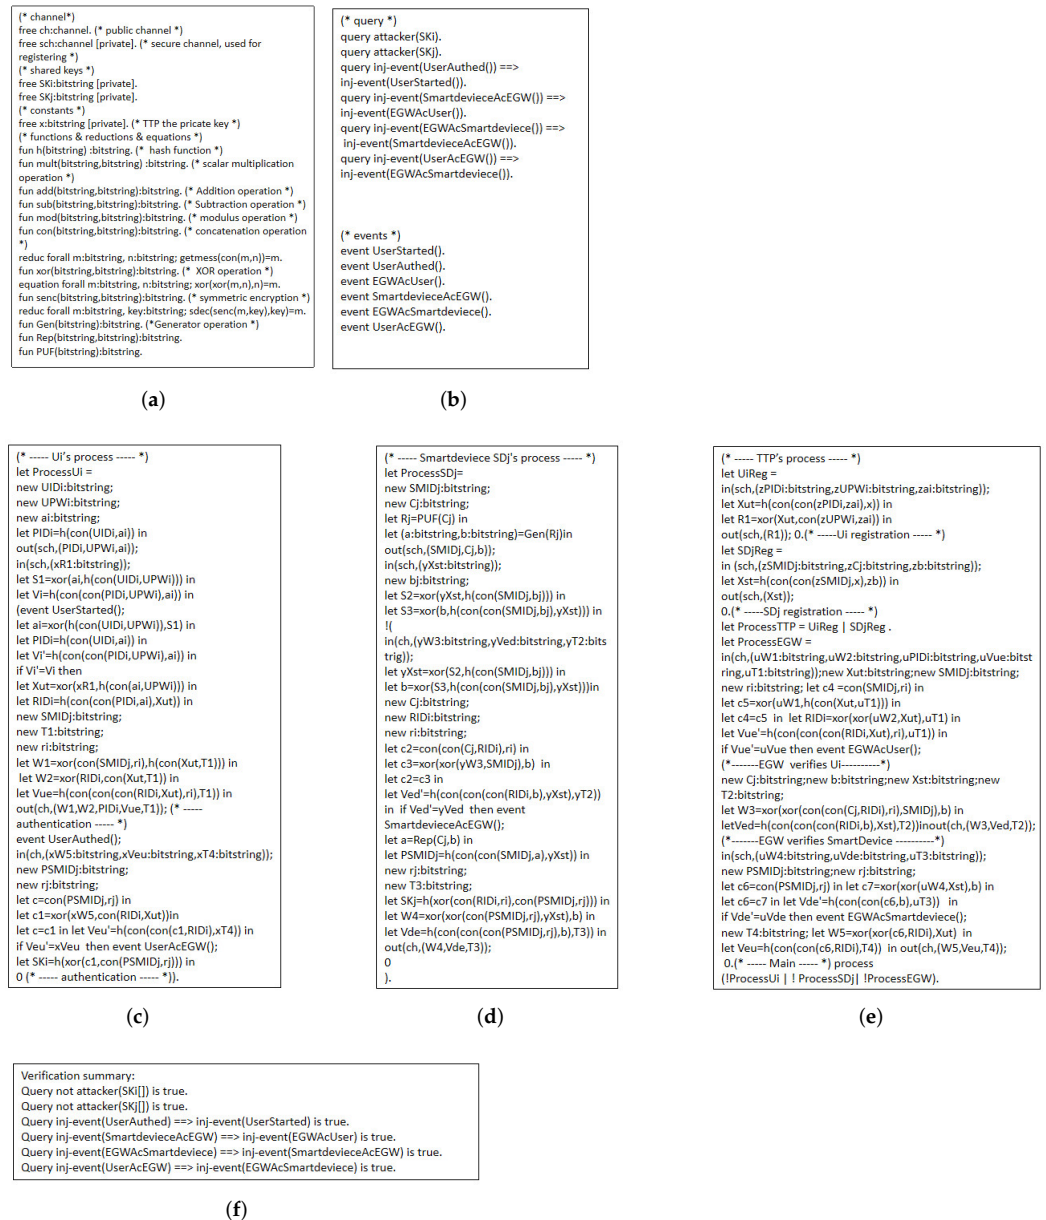 (* channel*)
free ch:channel. (* public channel *)
free sch:channel [private]. (* secure channel, used for
registering *)
(* shared keys *)
free SKi:bitstring [private].
free SKj:bitstring [private].
(* constants *)
free x:bitstring [private]. (* TTP the pricate key *)
(* functions & reductions & equations *)
fun h(bitstring) :bitstring. (*  hash function *)
fun mult(bitstring,bitstring) :bitstring. (* scalar multiplication
operation *)
fun add(bitstring,bitstring):bitstring. (* Addition operation *)
fun sub(bitstring,bitstring):bitstring. (* Subtraction operation *)
fun mod(bitstring,bitstring):bitstring. (* modulus operation *)
fun con(bitstring,bitstring):bitstring. (* concatenation operation
*)
reduc forall m:bitstring, n:bitstring; getmess(con(m,n))=m.
fun xor(bitstring,bitstring):bitstring. (*  XOR operation *)
equation forall m:bitstring, n:bitstring; xor(xor(m,n),n)=m.
fun senc(bitstring,bitstring):bitstring. (* symmetric encryption *)
reduc forall m:bitstring, key:bitstring; sdec(senc(m,key),key)=m.
fun Gen(bitstring):bitstring. (*Generator operation *)
fun Rep(bitstring,bitstring):bitstring.
fun PUF(bitstring):bitstring.
(a)
(* query *)
query attacker(SKi).
query attacker(SKj).
query inj-event(UserAuthed()) ==>
inj-event(UserStarted()).
query inj-event(SmartdevieceAcEGW()) ==>
inj-event(EGWAcUser()).
query inj-event(EGWAcSmartdeviece()) ==>
inj-event(SmartdevieceAcEGW()).
query inj-event(UserAcEGW()) ==>
inj-event(EGWAcSmartdeviece()).
(* events *)
event UserStarted().
event UserAuthed().
event EGWAcUser().
event SmartdevieceAcEGW().
event EGWAcSmartdeviece().
event UserAcEGW().
(b)
(* ----- Ui's process ----- *)
let ProcessUi =
new UIDi:bitstring;
new UPWi:bitstring;
new ai:bitstring;
let PIDi=h(con(UIDi,ai)) in
out(sch,(PIDi,UPWi,ai));
in(sch,(xR1:bitstring));
let S1=xor(ai,h(con(UIDi,UPWi))) in
let Vi=h(con(con(PIDi,UPWi),ai)) in
(event UserStarted();
let ai=xor(h(con(UIDi,UPWi)),S1) in
let PIDi=h(con(UIDi,ai)) in
let Vi'=h(con(con(PIDi,UPWi),ai)) in
if Vi'=Vi then
let Xut=xor(xR1,h(con(ai,UPWi))) in
let RIDi=h(con(con(PIDi,ai),Xut)) in
new SMIDj:bitstring;
new T1:bitstring;
new ri:bitstring;
let W1=xor(con(SMIDj,ri),h(con(Xut,T1))) in
let W2=xor(RIDi,con(Xut,T1)) in
let Vue=h(con(con(con(RIDi,Xut),ri),T1)) in
out(ch,(W1,W2,PIDi,Vue,T1)); (* -----
authentication ----- *)
event UserAuthed();
in(ch,(xW5:bitstring,xVeu:bitstring,xT4:bitstring));
new PSMIDj:bitstring;
new rj:bitstring;
let c=con(PSMIDj,rj) in
let c1=xor(xW5,con(RIDi,Xut))in
let c=c1 in let Veu'=h(con(con(c1,RIDi),xT4)) in
if Veu'=xVeu  then event UserAcEGW();
let SKi=h(xor(c1,con(PSMIDj,rj))) in
0 (* ----- authentication ----- *)).
(c)
(* ----- Smartdeviece SDj's process ----- *)
let ProcessSDj=
new SMIDj:bitstring;
new Cj:bitstring;
let Rj=PUF(Cj) in
let (a:bitstring,b:bitstring)=Gen(Rj)in
out(sch,(SMIDj,Cj,b));
in(sch,(yXst:bitstring));
new bj:bitstring;
let S2=xor(yXst,h(con(SMIDj,bj))) in
let S3=xor(b,h(con(con(SMIDj,bj),yXst))) in
!(
in(ch,(yW3:bitstring,yVed:bitstring,yT2:bits
trig));
let yXst=xor(S2,h(con(SMIDj,bj))) in
let b=xor(S3,h(con(con(SMIDj,bj),yXst)))in
new Cj:bitstring;
new RIDi:bitstring;
new ri:bitstring;
let c2=con(con(Cj,RIDi),ri) in
let c3=xor(xor(yW3,SMIDj),b)  in
let c2=c3 in
let Ved'=h(con(con(con(RIDi,b),yXst),yT2))
in  if Ved'=yVed  then event
SmartdevieceAcEGW();
let a=Rep(Cj,b) in
let PSMIDj=h(con(con(SMIDj,a),yXst)) in
new rj:bitstring;
new T3:bitstring;
let SKj=h(xor(con(RIDi,ri),con(PSMIDj,rj))) in
let W4=xor(xor(con(PSMIDj,rj),yXst),b) in
let Vde=h(con(con(con(PSMIDj,rj),b),T3)) in
out(ch,(W4,Vde,T3));
0
).
(d)
(* ----- TTP's process ----- *)
let UiReg =
in(sch,(zPIDi:bitstring,zUPWi:bitstring,zai:bitstring));
let Xut=h(con(con(zPIDi,zai),x)) in
let R1=xor(Xut,con(zUPWi,zai)) in
out(sch,(R1)); 0.(* -----Ui registration ----- *)
let SDjReg =
in (sch,(zSMIDj:bitstring,zCj:bitstring,zb:bitstring));
let Xst=h(con(con(zSMIDj,x),zb)) in
out(sch,(Xst));
0.(* -----SDj registration ----- *)
let ProcessTTP = UiReg | SDjReg .
let ProcessEGW =
in(ch,(uW1:bitstring,uW2:bitstring,uPIDi:bitstring,uVue:bitst
ring,uT1:bitstring));new Xut:bitstring;new SMIDj:bitstring;
new ri:bitstring; let c4 =con(SMIDj,ri) in
let c5=xor(uW1,h(con(Xut,uT1))) in
let c4=c5  in  let RIDi=xor(xor(uW2,Xut),uT1) in
let Vue'=h(con(con(con(RIDi,Xut),ri),uT1)) in
if Vue'=uVue then event EGWAcUser();
(*-------EGW  verifies Ui----------*)
new Cj:bitstring;new b:bitstring;new Xst:bitstring;new
T2:bitstring;
let W3=xor(xor(con(con(Cj,RIDi),ri),SMIDj),b) in
letVed=h(con(con(con(RIDi,b),Xst),T2))inout(ch,(W3,Ved,T2));
(*-------EGW verifies SmartDevice ----------*)
in(sch,(uW4:bitstring,uVde:bitstring,uT3:bitstring));
new PSMIDj:bitstring;new rj:bitstring;
let c6=con(PSMIDj,rj) in let c7=xor(xor(uW4,Xst),b) in
let c6=c7 in let Vde'=h(con(con(c6,b),uT3))   in
if Vde'=uVde then event EGWAcSmartdeviece();
new T4:bitstring; let W5=xor(xor(c6,RIDi),Xut)  in
let Veu=h(con(con(c6,RIDi),T4))  in out(ch,(W5,Veu,T4));
0.(* ----- Main ----- *) process
(!ProcessUi | ! ProcessSDj| !ProcessEGW).
(e)
Verification summary:
Query not attacker(SKi[]) is true.
Query not attacker(SKj[]) is true.
Query inj-event(UserAuthed) ==> inj-event(UserStarted) is true.
Query inj-event(SmartdevieceAcEGW) ==> inj-event(EGWAcUser) is true.
Query inj-event(EGWAcSmartdeviece) ==> inj-event(SmartdevieceAcEGW) is true.
Query inj-event(UserAcEGW) ==> inj-event(EGWAcSmartdeviece) is true.
(f)